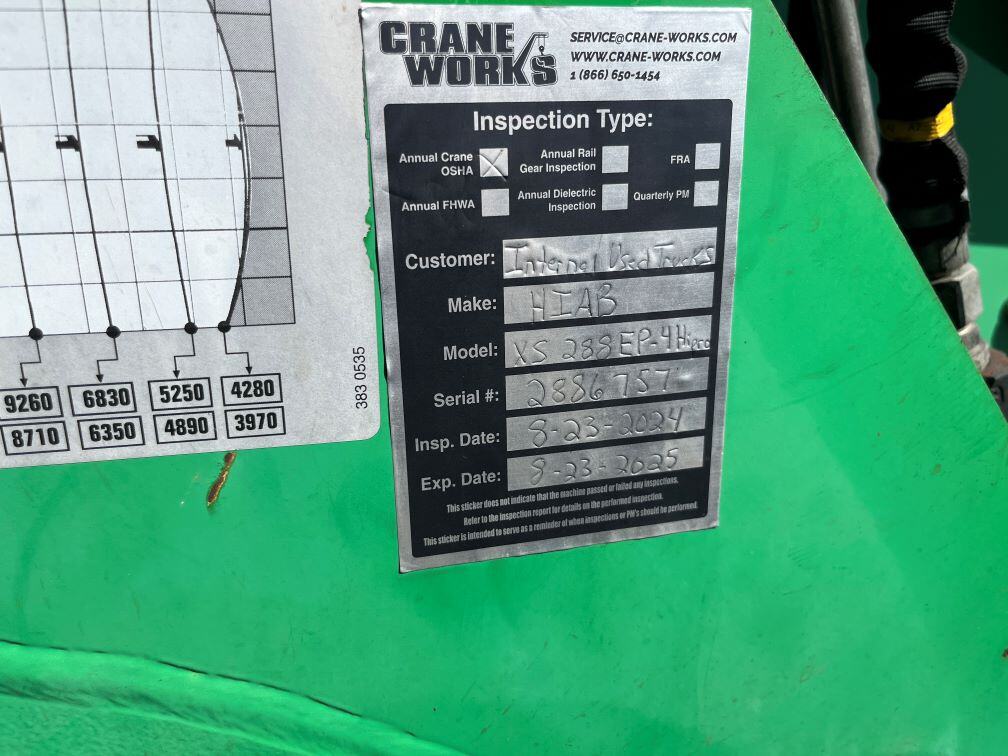 CRANE WORKS
SERVICE@CRANE-WORKS.COM
WWW.CRANE-WORKS.COM
1 (866) 650-1454
Inspection Type:
Annual Crane OSHA X
Annual Rail Gear Inspection
FRA
Annual FHWA
Annual Dielectric Inspection
Quarterly PM
Customer: Internal Used Trucks
Make: HIAB
Model: XS 288 EP-4 Hipro
Serial #: 2886757
Insp. Date: 8-23-2024
Exp. Date: 8-23-2025
This sticker does not indicate that the machine passed or failed any inspections.
Refer to the inspection report for details on the performed inspection.
This sticker is intended to serve as a reminder of when inspections or PM's should be performed.
9260 6830 5250 4280
8710 6350 4890 3970
383 0535